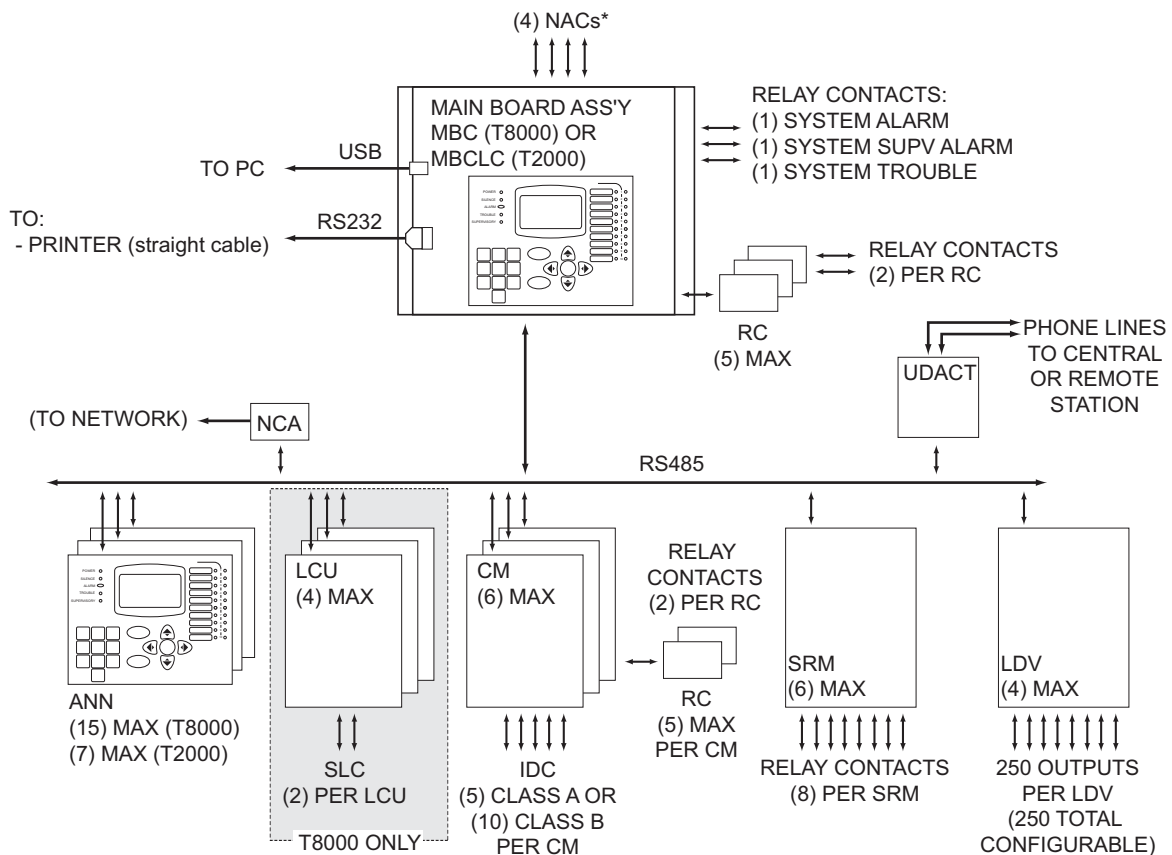 (4) NACs*
MAIN BOARD ASS'Y
MBC (T8000) OR
MBCLC (T2000)
RELAY CONTACTS:
(1) SYSTEM ALARM
(1) SYSTEM SUPV ALARM
(1) SYSTEM TROUBLE
USB
TO PC
POWER
SILENCE
ALARM
TROUBLE
SUPERVISORY
TO:
- PRINTER (straight cable)
RS232
RELAY CONTACTS
(2) PER RC
RC
(5) MAX
PHONE LINES
TO CENTRAL
OR REMOTE
STATION
UDACT
(TO NETWORK)
NCA
RS485
POWER
SILENCE
ALARM
TROUBLE
SUPERVISORY
ANN
(15) MAX (T8000)
(7) MAX (T2000)
LCU
(4) MAX
SLC
(2) PER LCU
T8000 ONLY
CM
(6) MAX
IDC
(5) CLASS A OR
(10) CLASS B
PER CM
RELAY
CONTACTS
(2) PER RC
RC
(5) MAX
PER CM
SRM
(6) MAX
RELAY CONTACTS
(8) PER SRM
LDV
(4) MAX
250 OUTPUTS
PER LDV
(250 TOTAL
CONFIGURABLE)